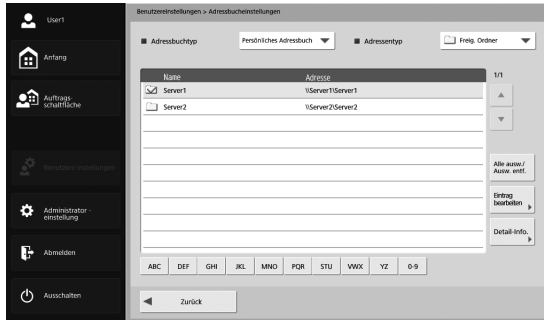 User1
Benutzereinstellungen > Adressbucheinstellungen
Adressbuchtyp
Persönliches Adressbuch
Adressentyp
Freig. Ordner
Anfang
Name
Adresse
1/1
Server1
\\Server1\Server1
Auftrags-
schaltfläche
Server2
\\Server2\Server2
Benutzereinstellungen
Alle ausw./
Ausw. entf.
Eintrag
bearbeiten
Administrator -
einstellung
Detail-Info.
Abmelden
ABC
DEF
GHI
JKL
MNO
PQR
STU
VWX
YZ
0-9
Ausschalten
Zurück